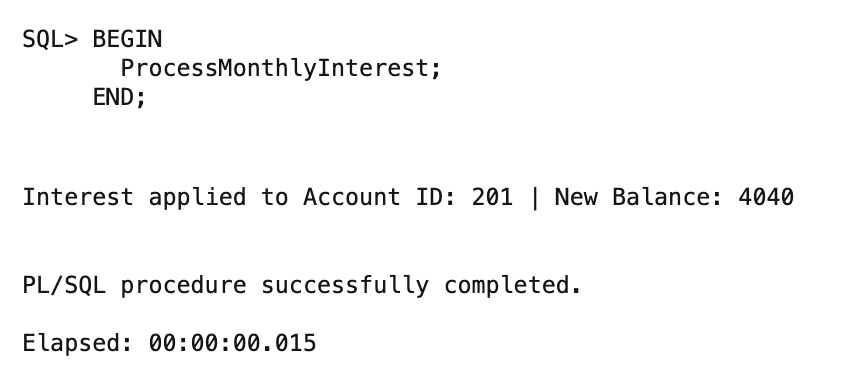 SQL> BEGIN
       ProcessMonthlyInterest;
     END;
Interest applied to Account ID: 201 | New Balance: 4040
PL/SQL procedure successfully completed.
Elapsed: 00:00:00.015